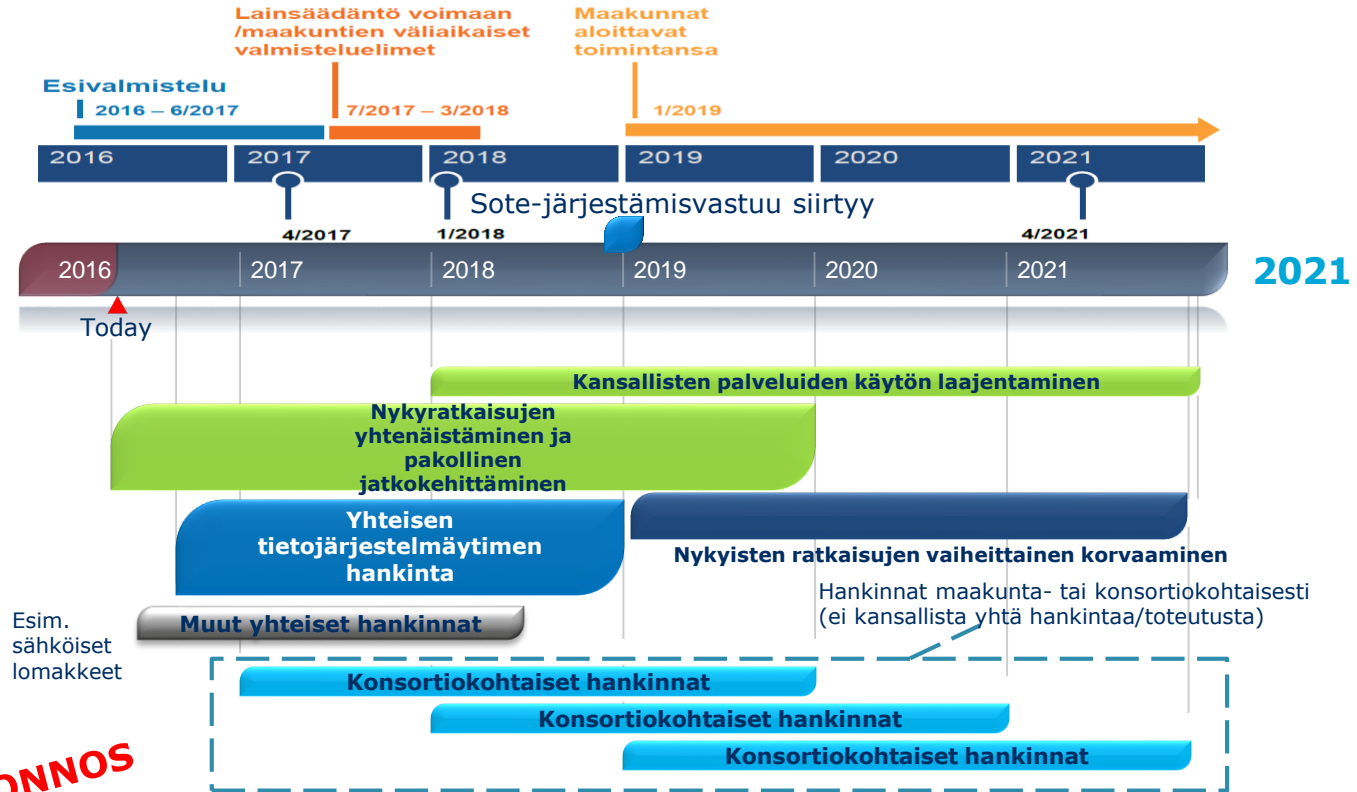 Lainsäädäntö voimaan
/maakuntien väliaikaiset
valmisteluelimet
Maakunnat
aloittavat
toimintansa
Esivalmistelu
2016 – 6/2017
7/2017 – 3/2018
1/2019
2016 2017 2018 2019 2020 2021
Sote-järjestämisvastuu siirtyy
4/2017 1/2018 4/2021
2016 2017 2018 2019 2020 2021
2021
Today
Kansallisten palveluiden käytön laajentaminen
Nykyratkaisujen
yhtenäistäminen ja
pakollinen
jatkokehittäminen
Yhteisen
tietojärjestelmäytimen
hankinta
Nykyisten ratkaisujen vaiheittainen korvaaminen
Hankinnat maakunta- tai konsortiokohtaisesti
(ei kansallista yhtä hankintaa/toteutusta)
Esim.
sähköiset
lomakkeet
Muut yhteiset hankinnat
Konsortiokohtaiset hankinnat
Konsortiokohtaiset hankinnat
Konsortiokohtaiset hankinnat